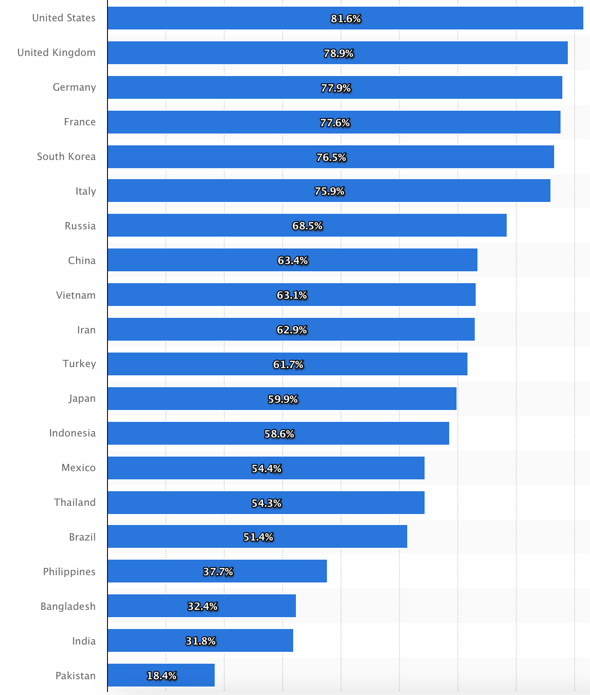 United States 81.6%
United Kingdom 78.9%
Germany 77.9%
France 77.6%
South Korea 76.5%
Italy 75.9%
Russia 68.5%
China 63.4%
Vietnam 63.1%
Iran 62.9%
Turkey 61.7%
Japan 59.9%
Indonesia 58.6%
Mexico 54.4%
Thailand 54.3%
Brazil 51.4%
Philippines 37.7%
Bangladesh 32.4%
India 31.8%
Pakistan 18.4%